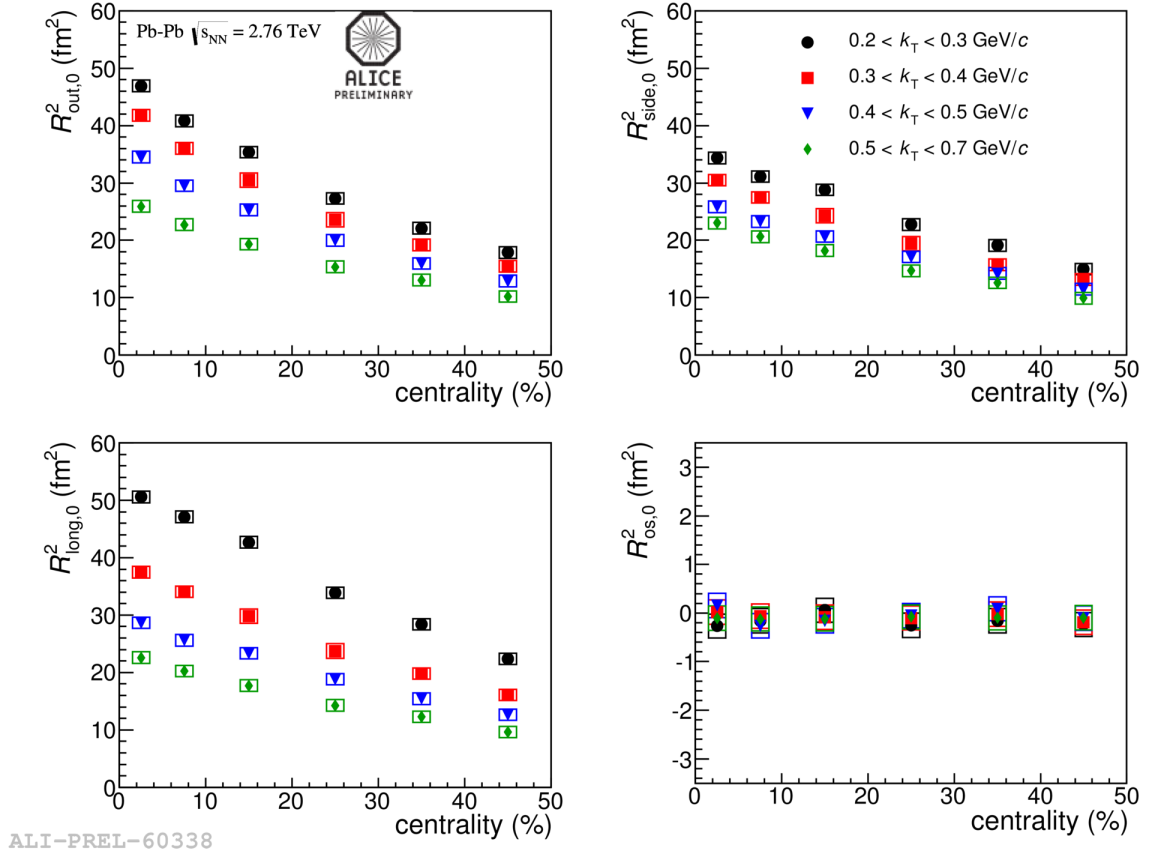 Pb-Pb √sNN = 2.76 TeV
ALICE
PRELIMINARY
R²out,0 (fm²)
60
50
40
30
20
10
0
0 10 20 30 40 50
centrality (%)
R²side,0 (fm²)
0.2 < kT < 0.3 GeV/c
0.3 < kT < 0.4 GeV/c
0.4 < kT < 0.5 GeV/c
0.5 < kT < 0.7 GeV/c
60
50
40
30
20
10
0
0 10 20 30 40 50
centrality (%)
R²long,0 (fm²)
60
50
40
30
20
10
0
0 10 20 30 40 50
centrality (%)
R²os,0 (fm²)
3
2
1
0
-1
-2
-3
0 10 20 30 40 50
centrality (%)
ALI-PREL-60338